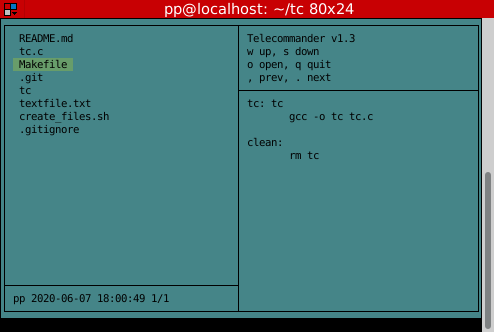 pp@localhost: ~/tc 80x24
README.md
tc.c
Makefile
.git
tc
textfile.txt
create_files.sh
.gitignore
pp 2020-06-07 18:00:49 1/1
Telecommander v1.3
w up, s down
o open, q quit
, prev, . next
tc: tc
gcc -o tc tc.c
clean:
rm tc